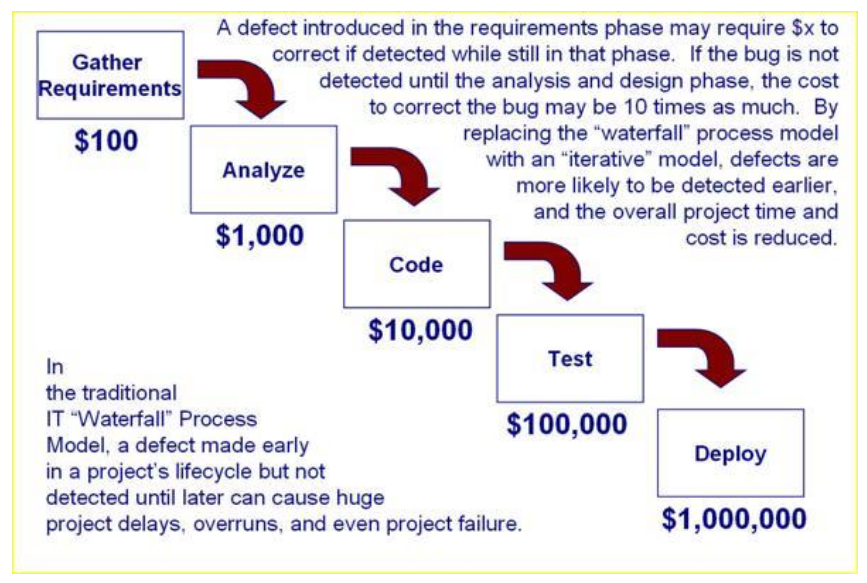 A defect introduced in the requirements phase may require $x to
correct if detected while still in that phase. If the bug is not
detected until the analysis and design phase, the cost
to correct the bug may be 10 times as much. By
replacing the “waterfall” process model
with an “iterative” model, defects are
more likely to be detected earlier,
and the overall project time and
cost is reduced.
Gather
Requirements
$100
Analyze
$1,000
Code
$10,000
Test
$100,000
Deploy
$1,000,000
In
the traditional
IT “Waterfall” Process
Model, a defect made early
in a project’s lifecycle but not
detected until later can cause huge
project delays, overruns, and even project failure.